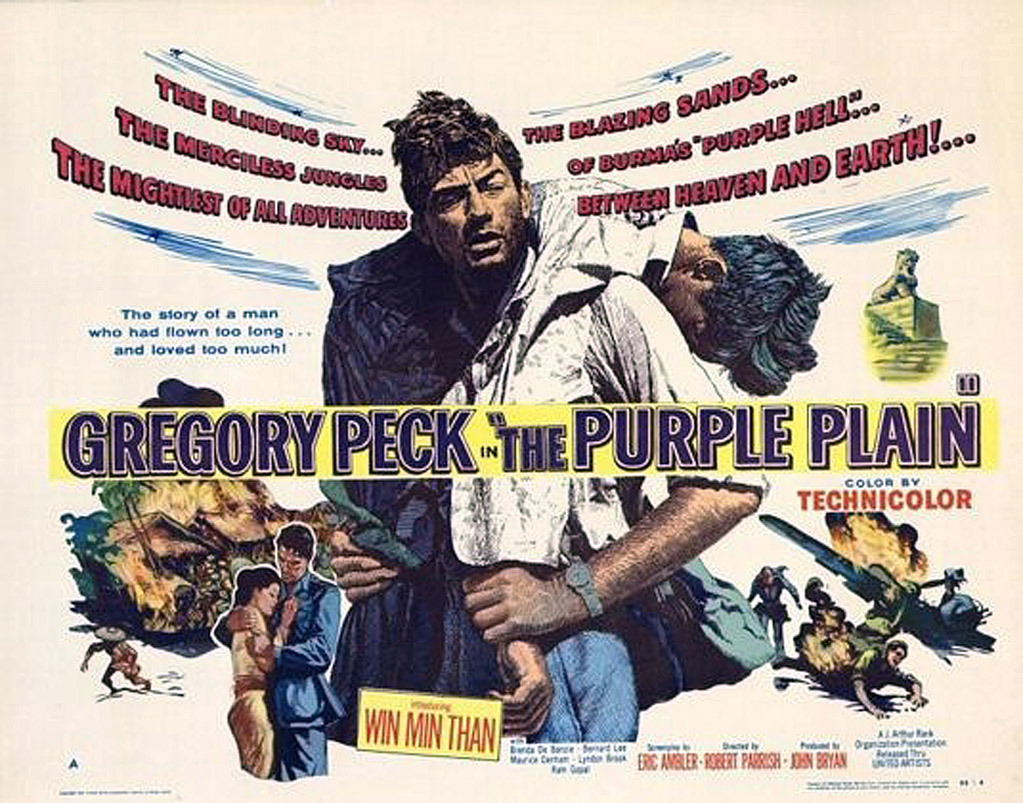 THE BLINDING SKY...
THE MERCILESS JUNGLES
THE MIGHTIEST OF ALL ADVENTURES
THE BLAZING SANDS...
OF BURMA'S "PURPLE HELL"...
BETWEEN HEAVEN AND EARTH!...
The story of a man
who had flown too long...
and loved too much!
GREGORY PECK IN "THE PURPLE PLAIN"
COLOR BY
TECHNICOLOR
introducing
WIN MIN THAN
with
Brenda De Banzie - Bernard Lee
Maurice Denham - Lyndon Brook
Ram Gopal
Screenplay by
ERIC AMBLER
Directed by
ROBERT PARRISH
Produced by
JOHN BRYAN
A J. Arthur Rank
Organization Presentation
Released Thru
UNITED ARTISTS
A